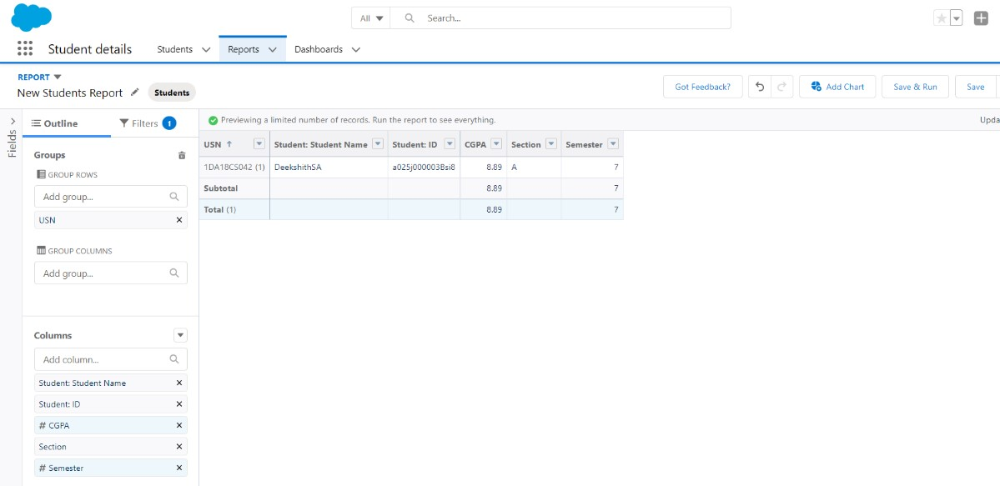 All Search...
Student details Students Reports Dashboards
REPORT
New Students Report Students
Got Feedback? Add Chart Save & Run Save
Fields
Outline Filters 1
Groups
GROUP ROWS
Add group...
USN
GROUP COLUMNS
Add group...
Columns
Add column...
Student: Student Name
Student: ID
# CGPA
Section
# Semester
Previewing a limited number of records. Run the report to see everything. Upda
USN Student: Student Name Student: ID CGPA Section Semester
1DA18CS042 (1) DeekshithSA a025j000003Bsi8 8.89 A 7
Subtotal 8.89 7
Total (1) 8.89 7